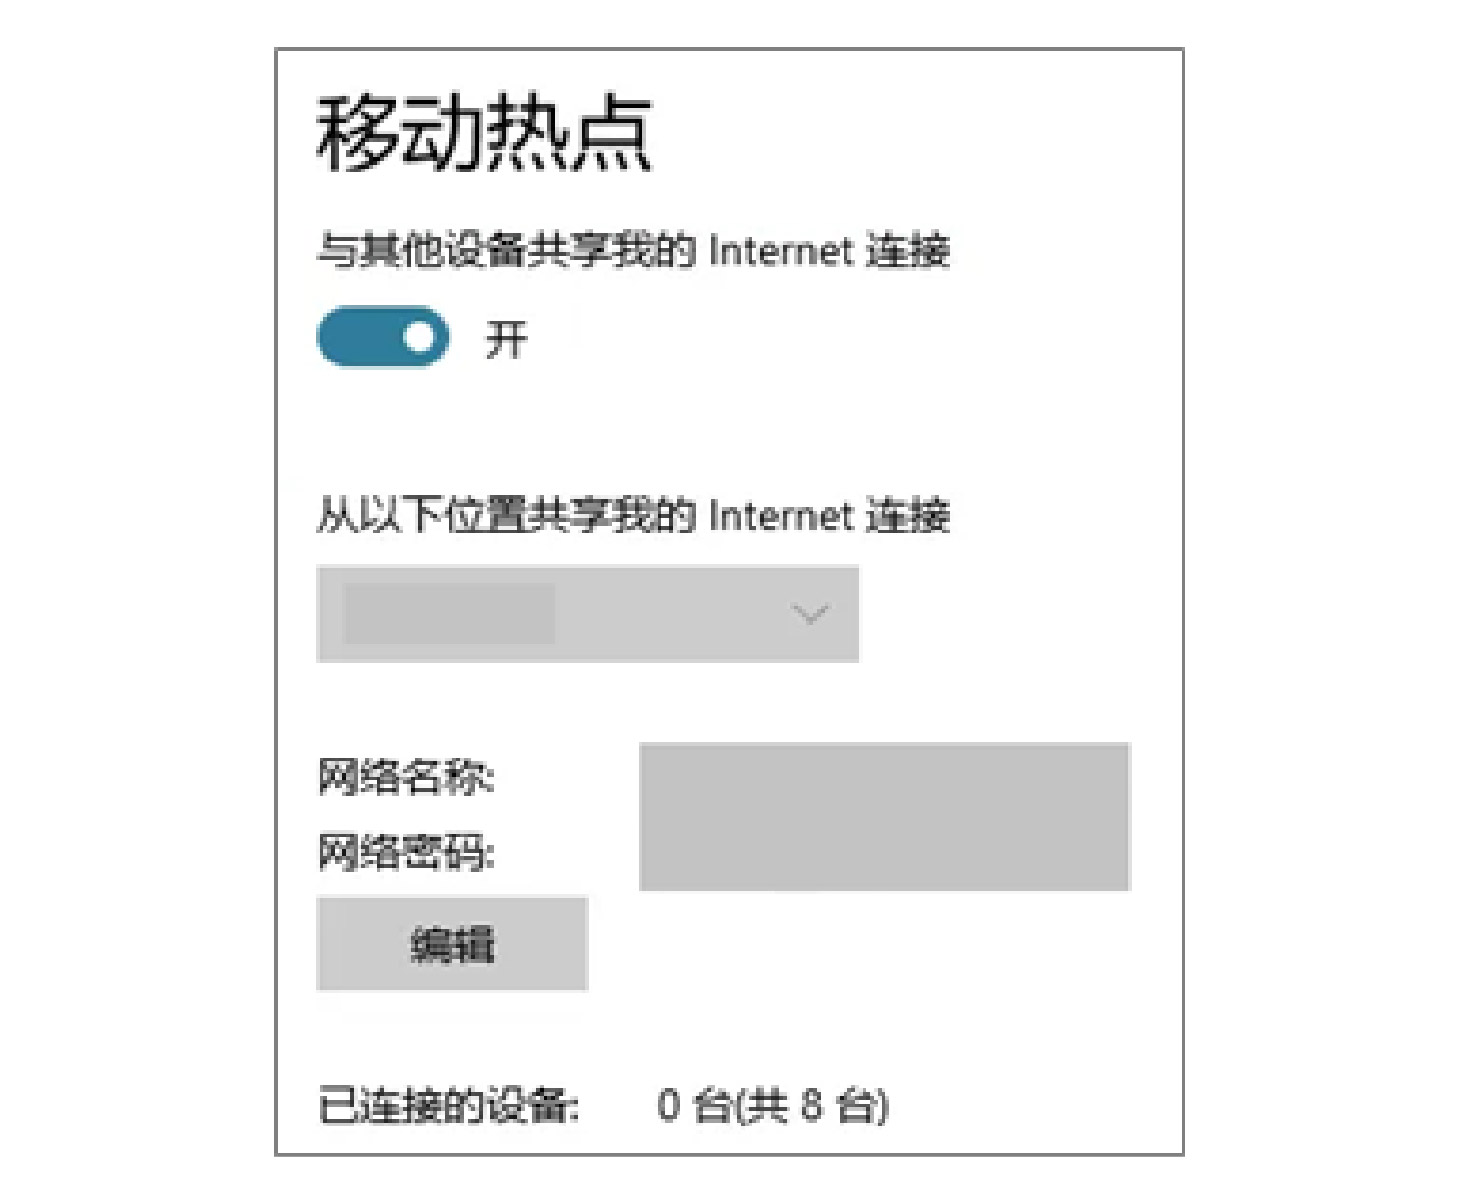 移动热点
与其他设备共享我的 Internet 连接
开
从以下位置共享我的 Internet 连接
网络名称:
网络密码:
编辑
已连接的设备: 0 台(共 8 台)